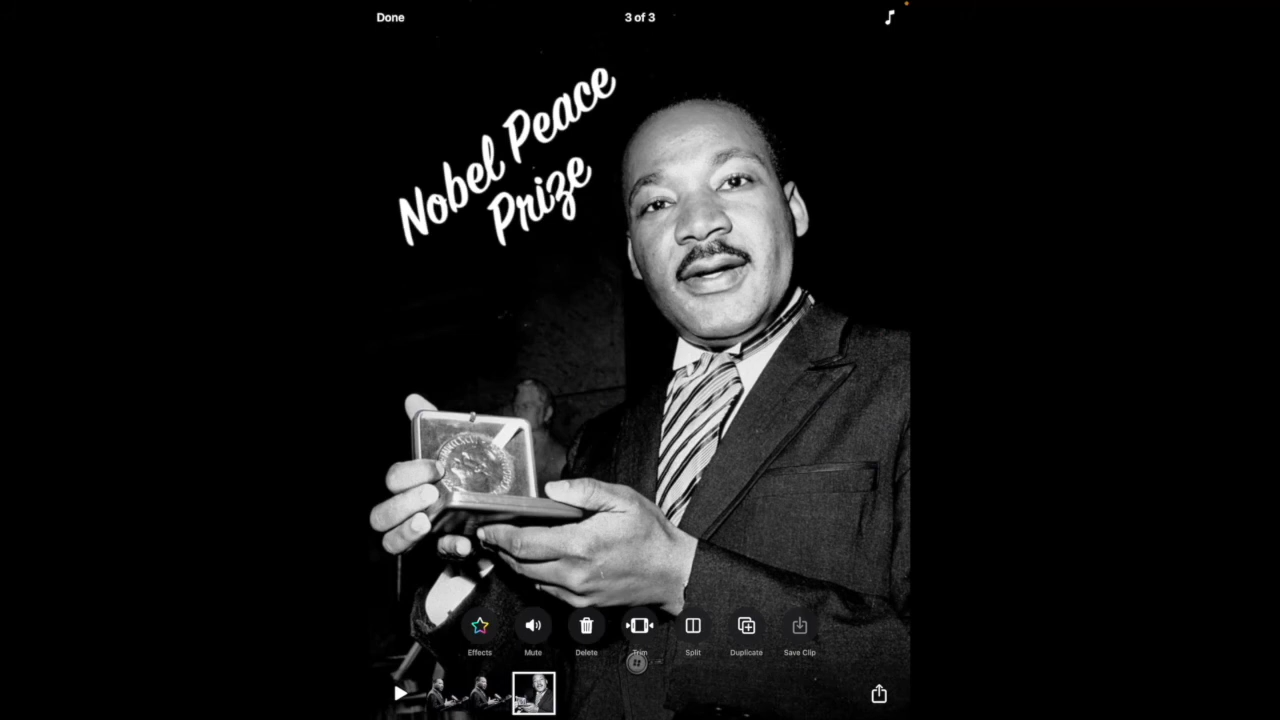 Done
3 of 3
Nobel Peace
Prize
Effects
Mute
Delete
Trim
Split
Duplicate
Save Clip